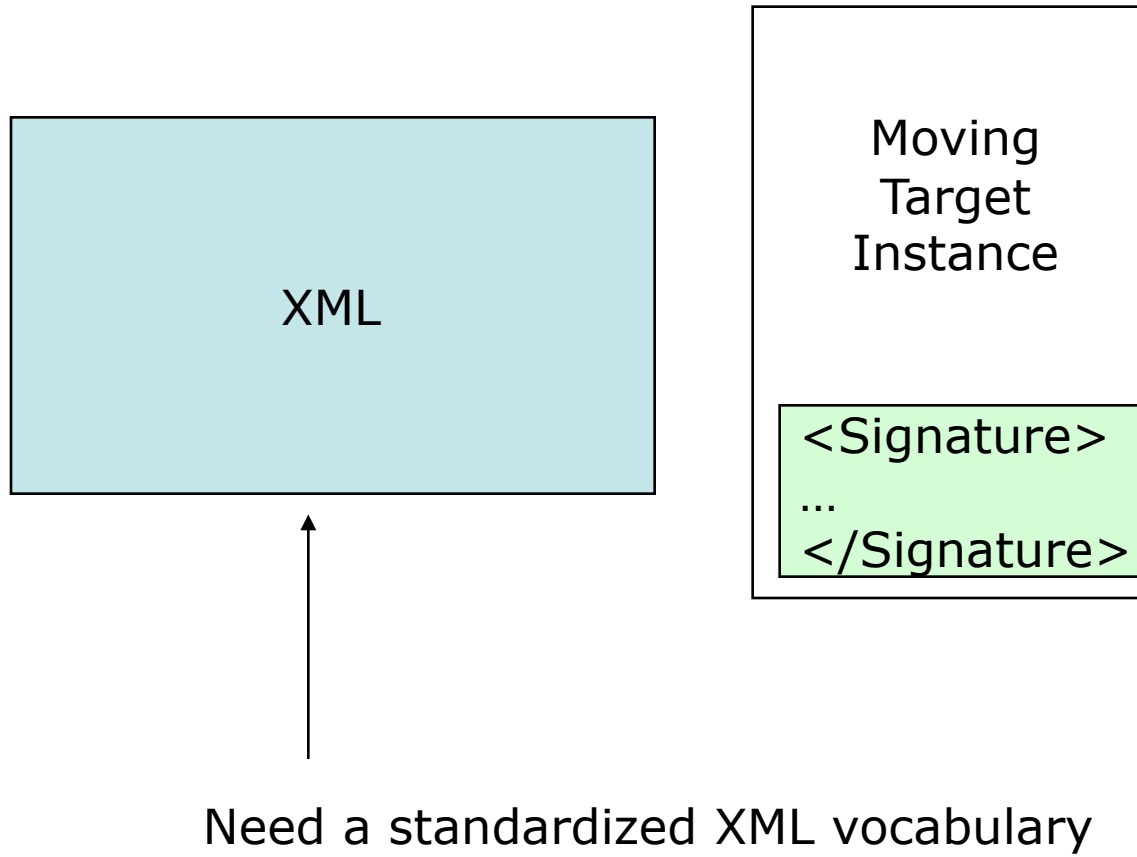 XML
Moving
Target
Instance
<Signature>
…
</Signature>
Need a standardized XML vocabulary